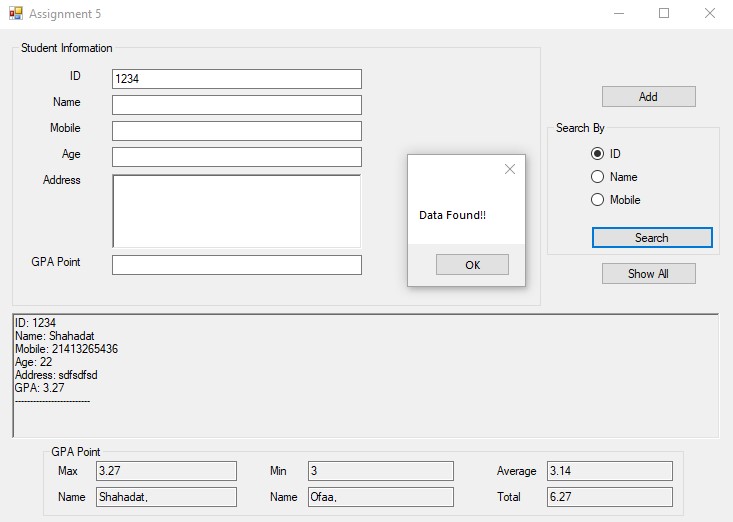 Assignment 5
Student Information
ID 1234
Name
Mobile
Age
Address
GPA Point
Add
Search By
ID
Name
Mobile
Search
Show All
Data Found!!
OK
ID: 1234
Name: Shahadat
Mobile: 21413265436
Age: 22
Address: sdfsdfsd
GPA: 3.27
-------------------------
GPA Point
Max 3.27 Min 3 Average 3.14
Name Shahadat, Name Ofaa, Total 6.27